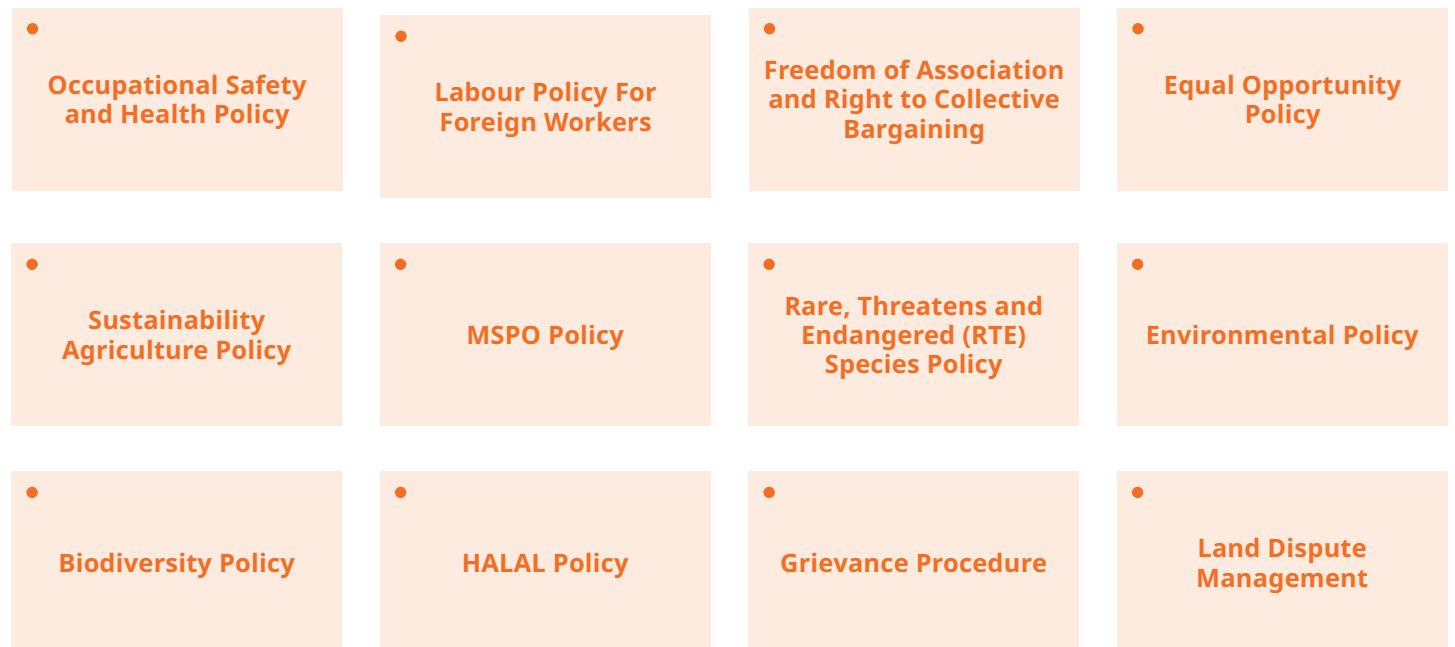 Occupational Safety
and Health Policy
Labour Policy For
Foreign Workers
Freedom of Association
and Right to Collective
Bargaining
Equal Opportunity
Policy
Sustainability
Agriculture Policy
MSPO Policy
Rare, Threatens and
Endangered (RTE)
Species Policy
Environmental Policy
Biodiversity Policy
HALAL Policy
Grievance Procedure
Land Dispute
Management